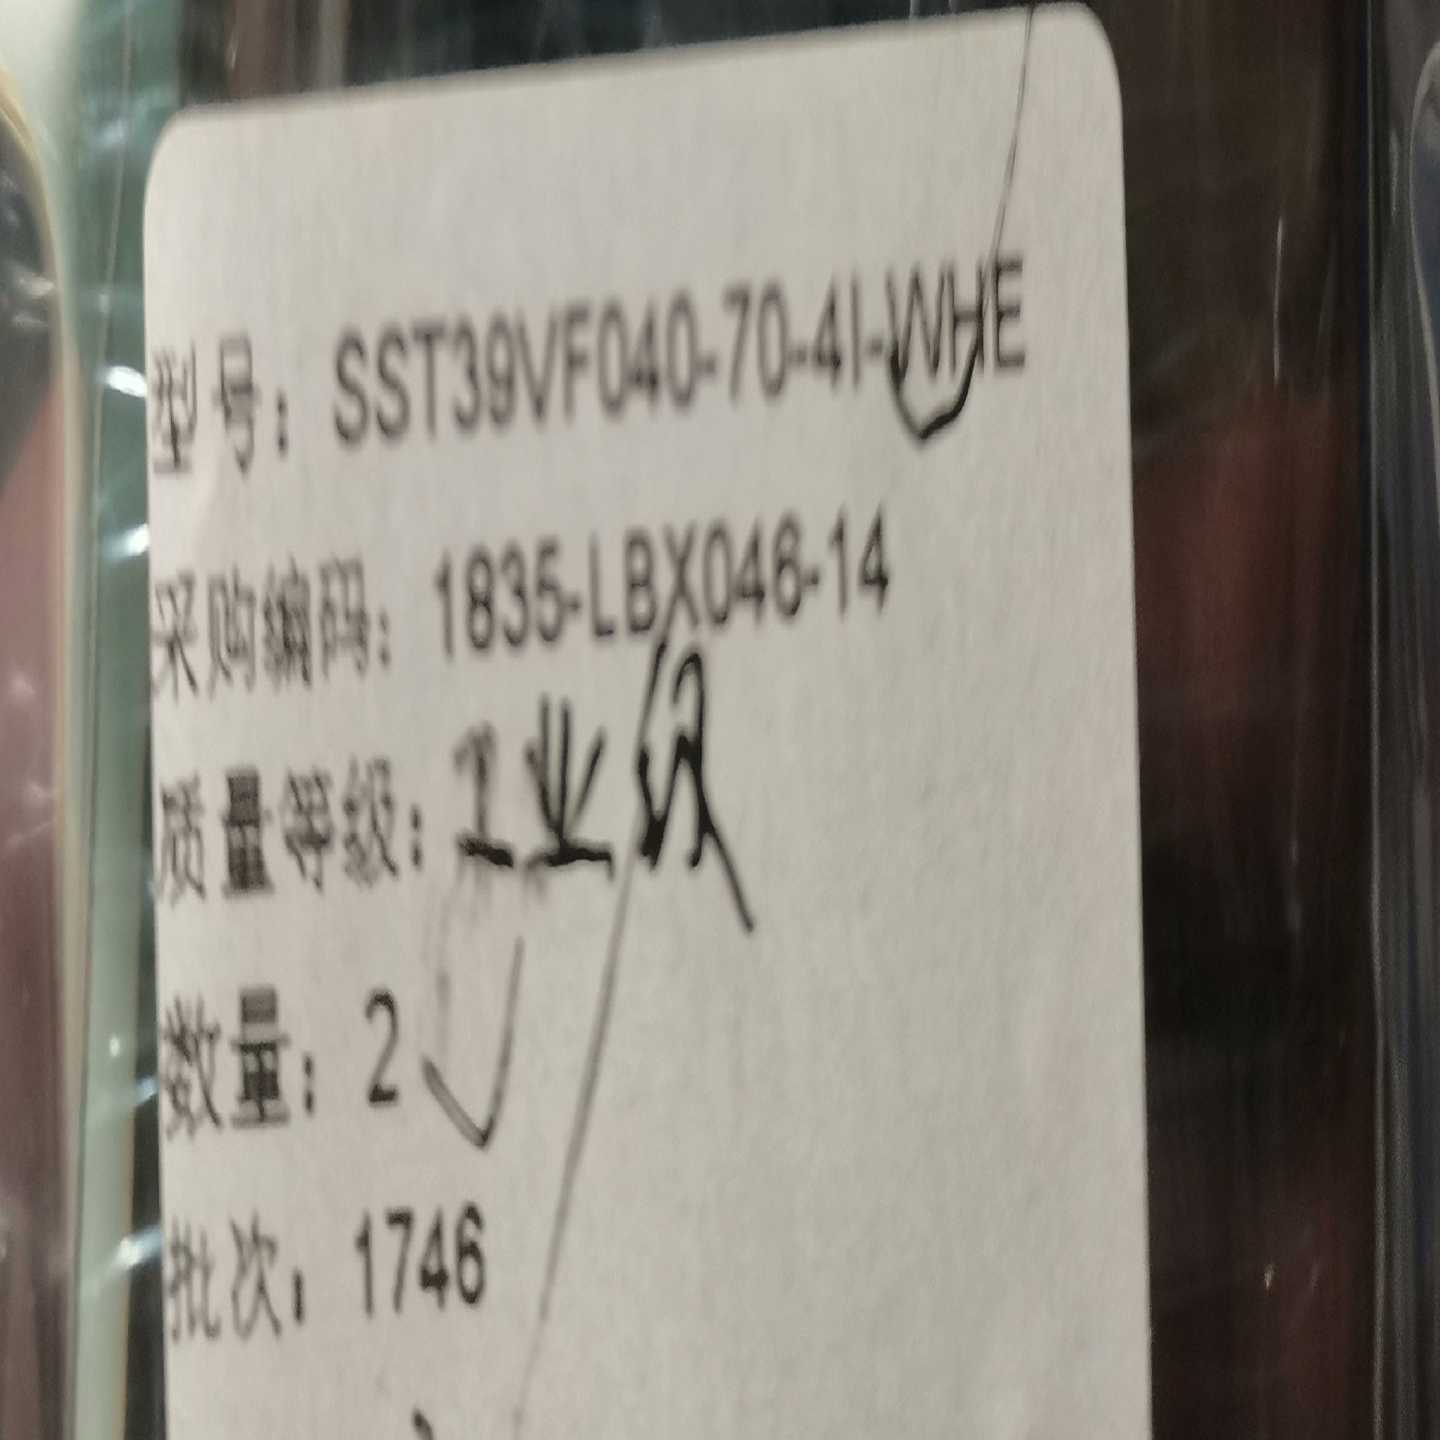 型号：SST39VF040-70-4I-WHE
采购编码：1835-LBX046-14
质量等级：工业级
数量：2
批次：1746